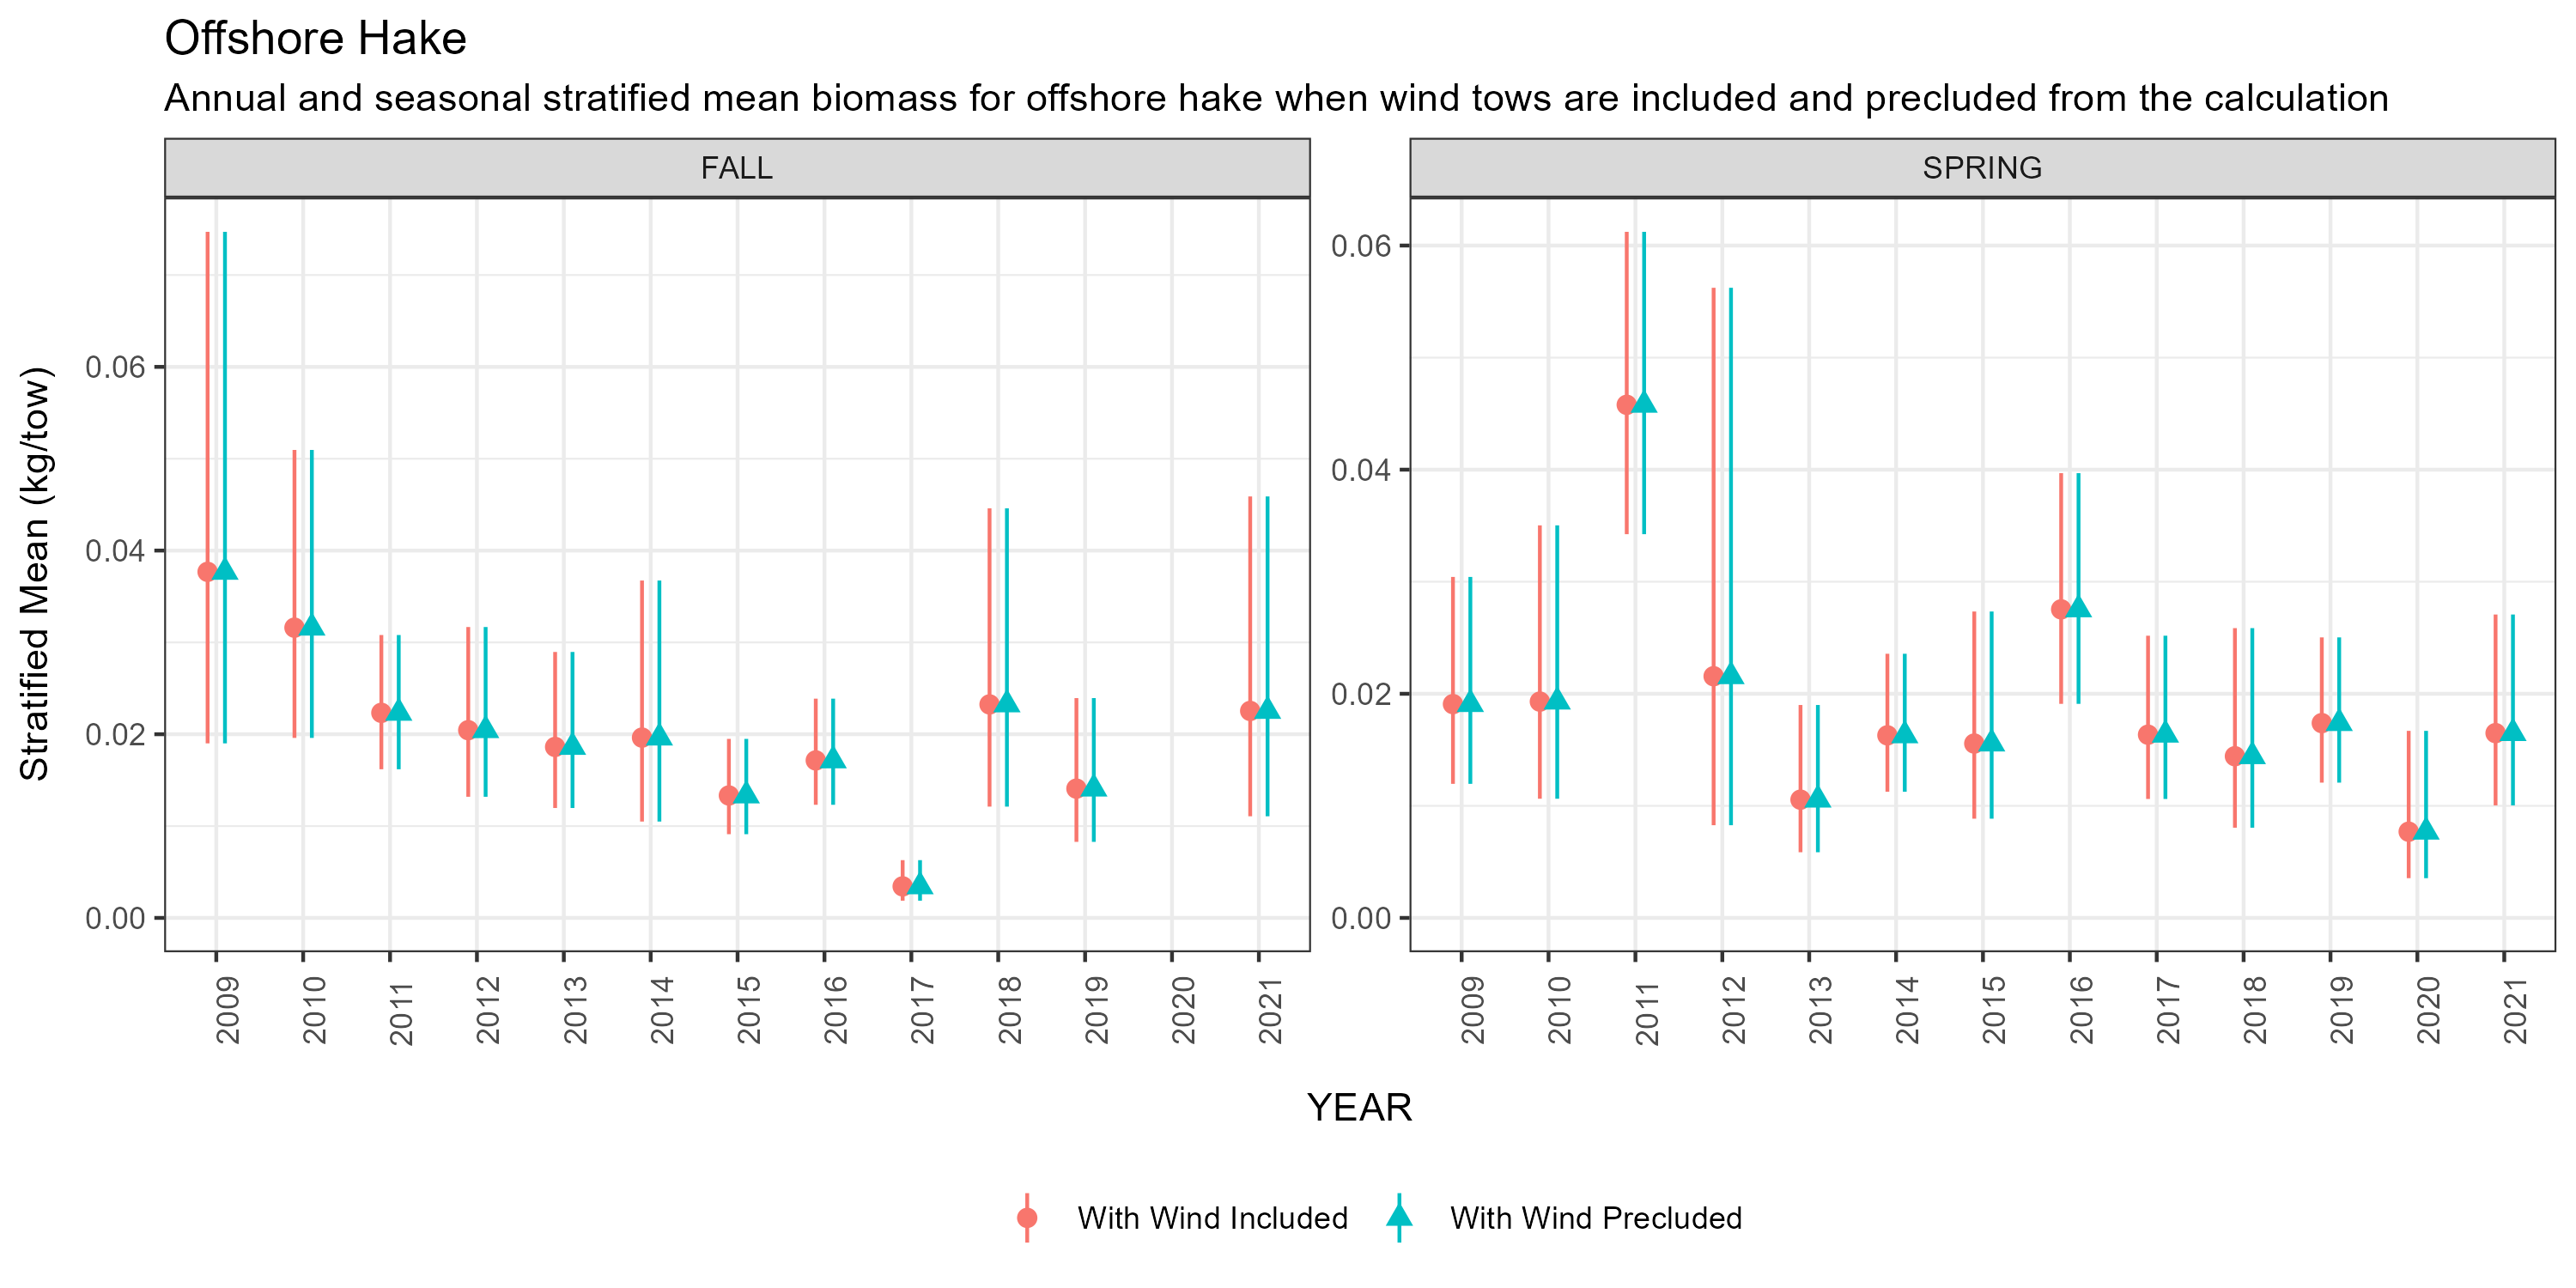 Offshore Hake
Annual and seasonal stratified mean biomass for offshore hake when wind tows are included and precluded from the calculation
FALL
SPRING
Stratified Mean (kg/tow)
0.06
0.04
0.02
0.00
0.06
0.04
0.02
0.00
2009 2010 2011 2012 2013 2014 2015 2016 2017 2018 2019 2020 2021
2009 2010 2011 2012 2013 2014 2015 2016 2017 2018 2019 2020 2021
YEAR
With Wind Included
With Wind Precluded